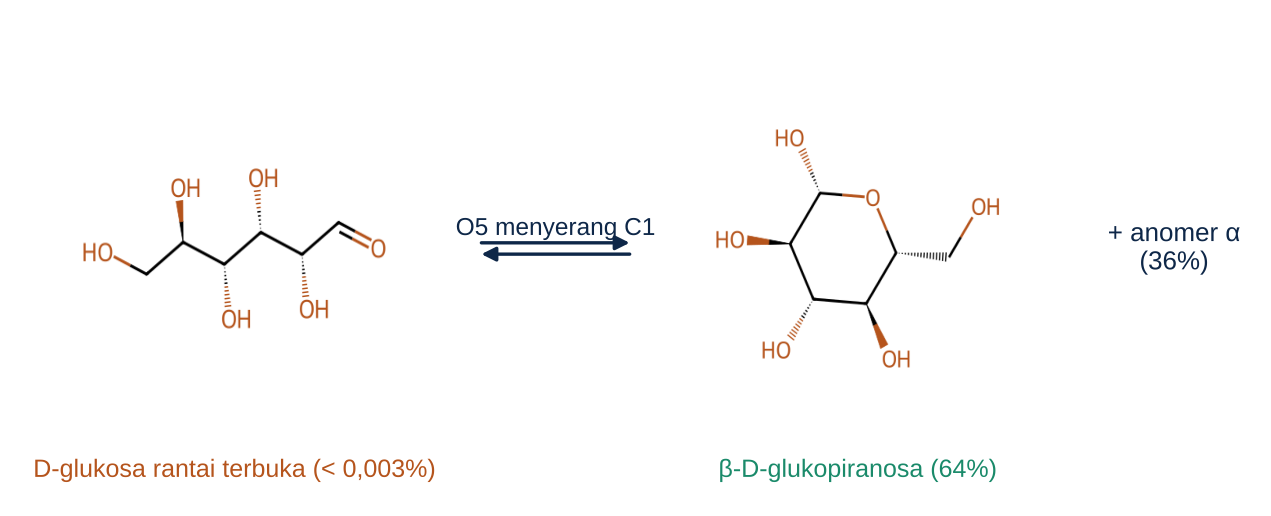 OH
OH
HO
O
OH
OH
O5 menyerang C1
HO
O
OH
HO
HO
OH
+ anomer α
(36%)
D-glukosa rantai terbuka (< 0,003%)
β-D-glukopiranosa (64%)